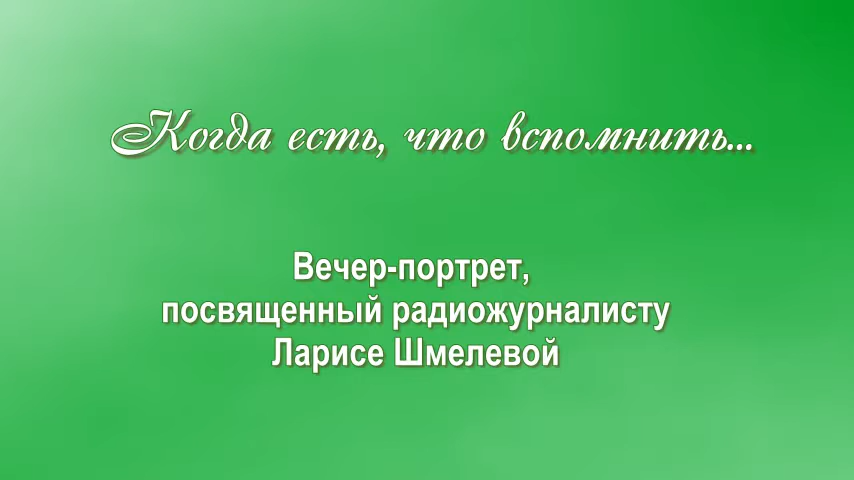 Когда есть, что вспомнить...
Вечер-портрет,
посвященный радиожурналисту
Ларисе Шмелевой